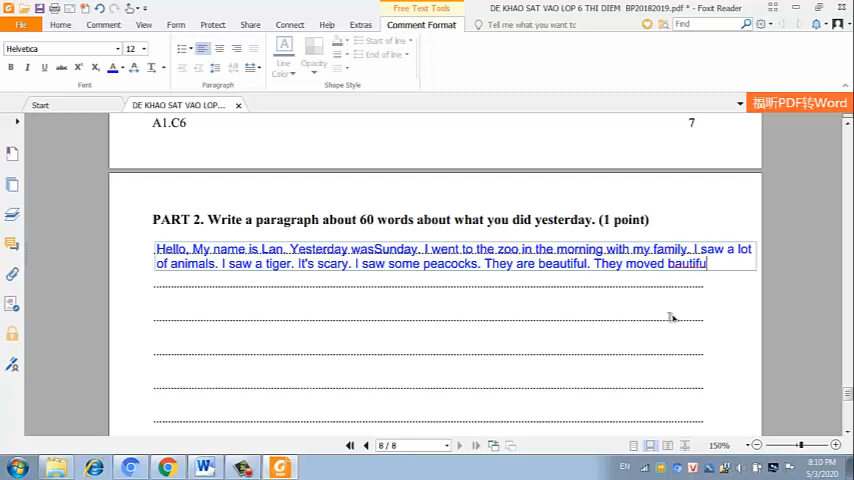 Free Text Tools
DE KHAO SAT VAO LOP 6 THI DIEM BP20182019.pdf * - Foxit Reader
File Home Comment View Form Protect Share Connect Help Extras Comment Format Tell me what you want... Find
Helvetica 12
Line Color Opacity Start of line
End of line
Font Paragraph Shape Style
Start DE KHAO SAT VAO LOP... 福昕PDF转Word
A1.C6 7
PART 2. Write a paragraph about 60 words about what you did yesterday. (1 point)
Hello, My name is Lan. Yesterday wasSunday. I went to the zoo in the morning with my family. I saw a lot
of animals. I saw a tiger. It's scary. I saw some peacocks. They are beautiful. They moved bautifu
8 / 8 150%
EN 8:10 PM
5/3/2020